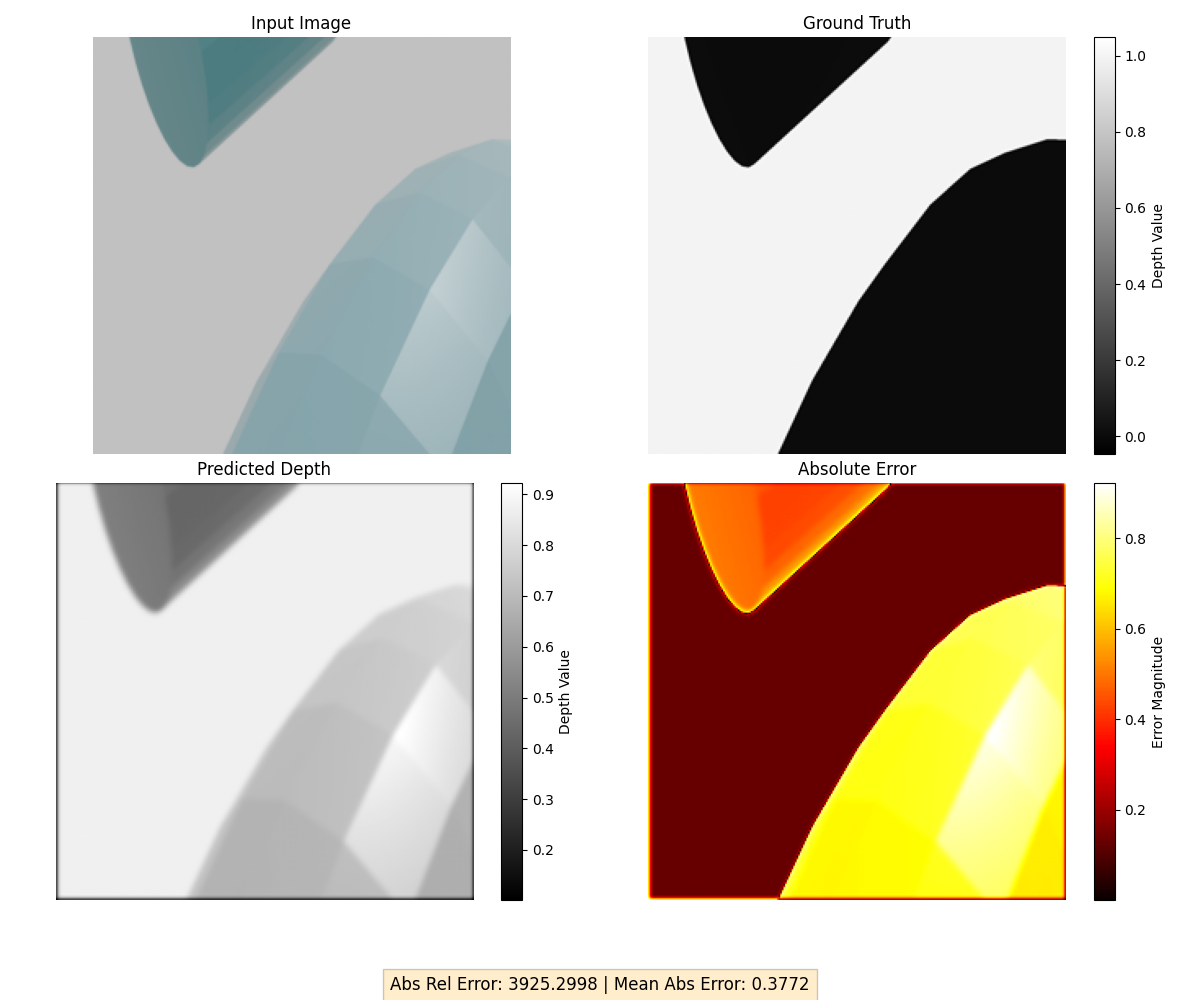 Input Image
Ground Truth
1.0
0.8
0.6
0.4
0.2
0.0
Depth Value
Predicted Depth
0.9
0.8
0.7
0.6
0.5
0.4
0.3
0.2
Depth Value
Absolute Error
0.8
0.6
0.4
0.2
Error Magnitude
Abs Rel Error: 3925.2998 | Mean Abs Error: 0.3772